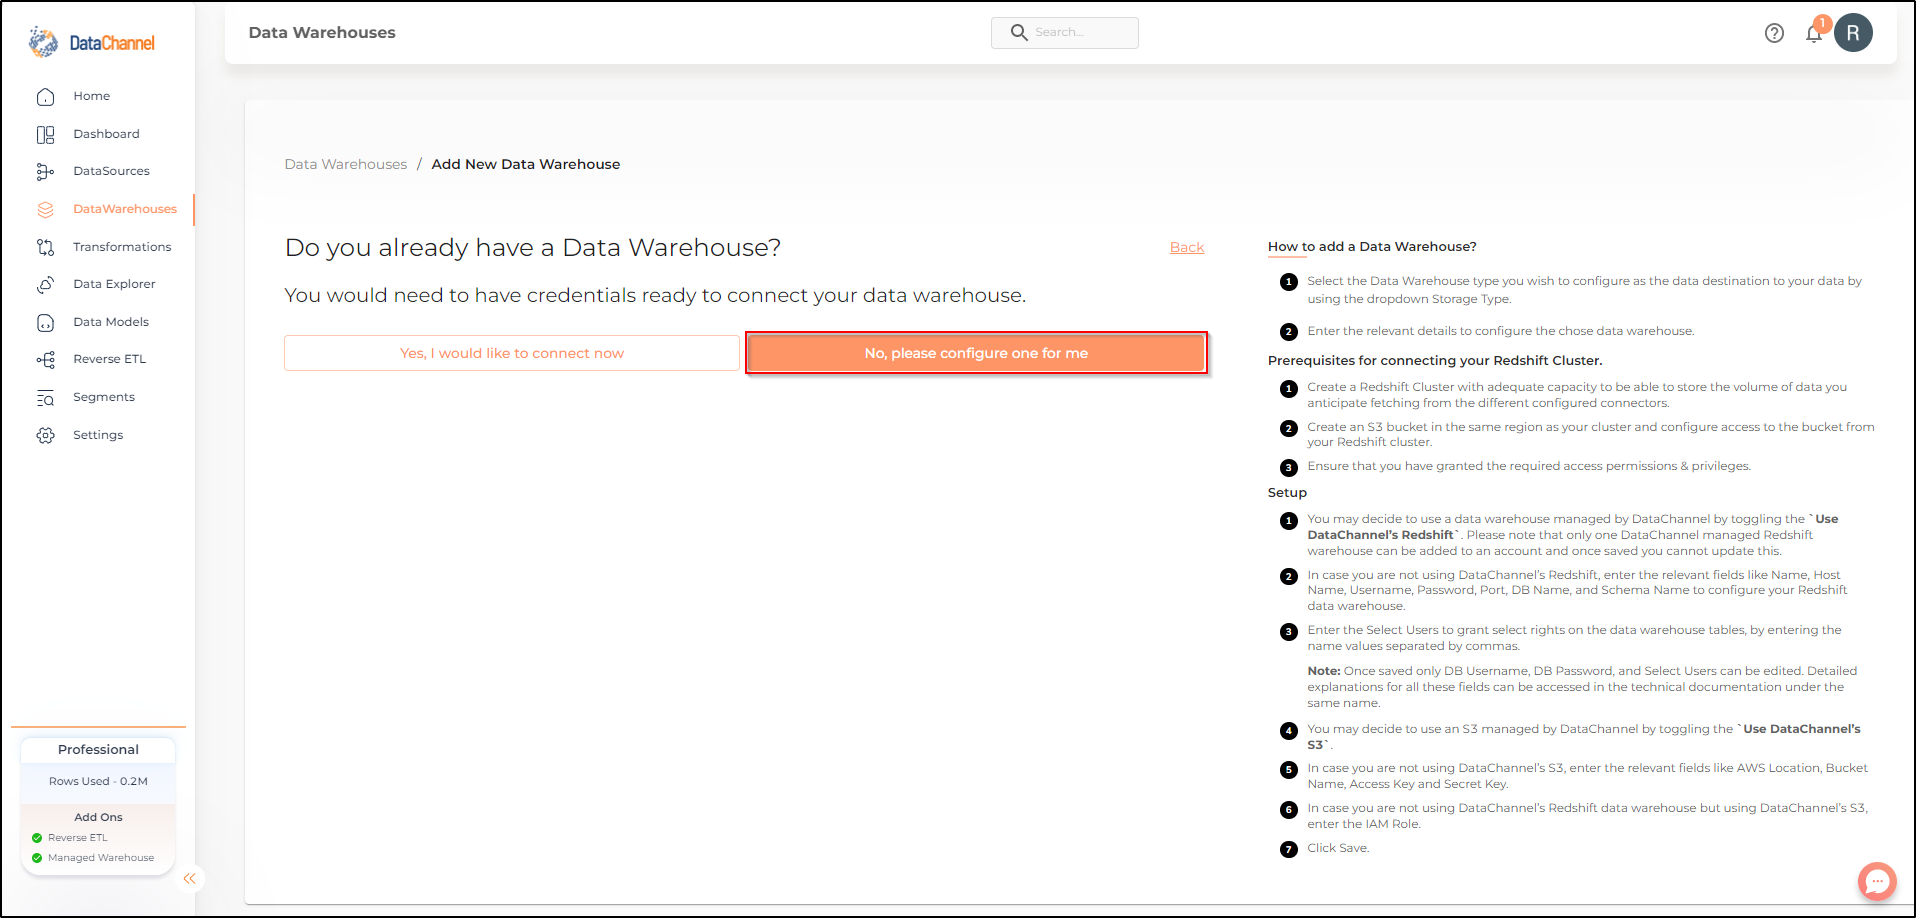 DataChannel
Home
Dashboard
DataSources
DataWarehouses
Transformations
Data Explorer
Data Models
Reverse ETL
Segments
Settings
Professional
Rows Used - 0.2M
Add Ons
Reverse ETL
Managed Warehouse
Data Warehouses
Search...
1
R
Data Warehouses / Add New Data Warehouse
Do you already have a Data Warehouse?
Back
You would need to have credentials ready to connect your data warehouse.
Yes, I would like to connect now
No, please configure one for me
How to add a Data Warehouse?
1 Select the Data Warehouse type you wish to configure as the data destination to your data by
using the dropdown Storage Type.
2 Enter the relevant details to configure the chose data warehouse.
Prerequisites for connecting your Redshift Cluster.
1 Create a Redshift Cluster with adequate capacity to be able to store the volume of data you
anticipate fetching from the different configured connectors.
2 Create an S3 bucket in the same region as your cluster and configure access to the bucket from
your Redshift cluster.
3 Ensure that you have granted the required access permissions & privileges.
Setup
1 You may decide to use a data warehouse managed by DataChannel by toggling the `Use
DataChannel's Redshift`. Please note that only one DataChannel managed Redshift
warehouse can be added to an account and once saved you cannot update this.
2 In case you are not using DataChannel's Redshift, enter the relevant fields like Name, Host
Name, Username, Password, Port, DB Name, and Schema Name to configure your Redshift
data warehouse.
3 Enter the Select Users to grant select rights on the data warehouse tables, by entering the
name values separated by commas.
Note: Once saved only DB Username, DB Password, and Select Users can be edited. Detailed
explanations for all these fields can be accessed in the technical documentation under the
same name.
4 You may decide to use an S3 managed by DataChannel by toggling the `Use DataChannel's
S3`.
5 In case you are not using DataChannel's S3, enter the relevant fields like AWS Location, Bucket
Name, Access Key and Secret Key.
6 In case you are not using DataChannel's Redshift data warehouse but using DataChannel's S3,
enter the IAM Role.
7 Click Save.